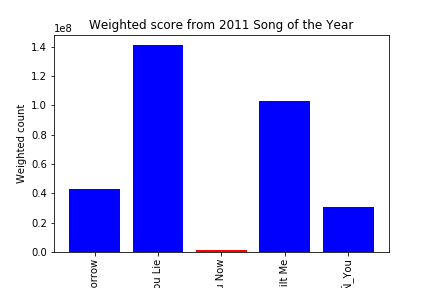 Weighted score from 2011 Song of the Year
1e8
1.4
1.2
1.0
0.8
0.6
0.4
0.2
0.0
Weighted count
orrow
ou Lie
u Now
ilt Me
_You